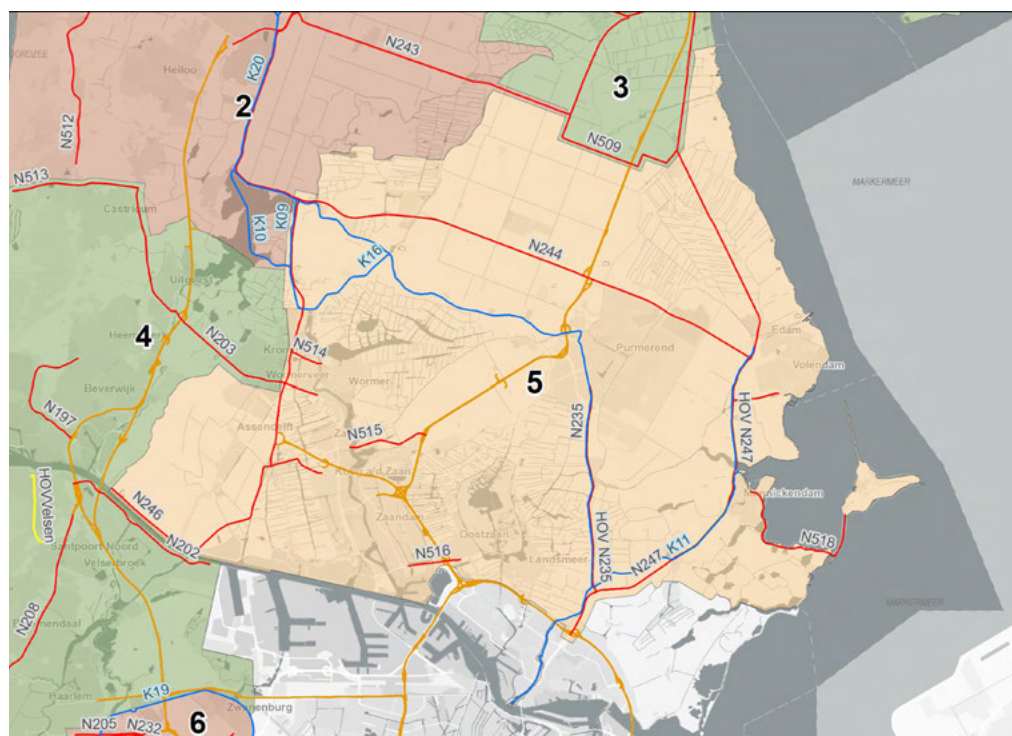 K20
N243
Heiloo
3
2
N512
N509
N513
Castricum
K10
K09
MARKERMEER
K16
N244
Uitgeest
4
N203
N514
Wormerveer
Edam
Purmerend
Volendam
Beverwijk
Wormer
5
N197
Assendelft
N515
N235
HOV N247
HOV Velsen
N246
N202
Zaandam
Oostzaan
Santpoort Noord
Velserbroek
N516
Landsmeer
HOV N235
N247
K11
N518
MARKERMEER
N208
Haarlem
K19
Zwanenburg
N205
N232
6